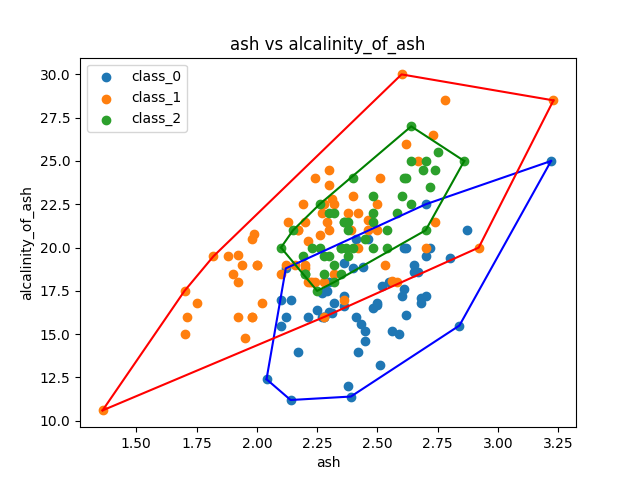 ash vs alcalinity_of_ash
class_0
class_1
class_2
alcalinity_of_ash
30.0
27.5
25.0
22.5
20.0
17.5
15.0
12.5
10.0
1.50
1.75
2.00
2.25
2.50
2.75
3.00
3.25
ash